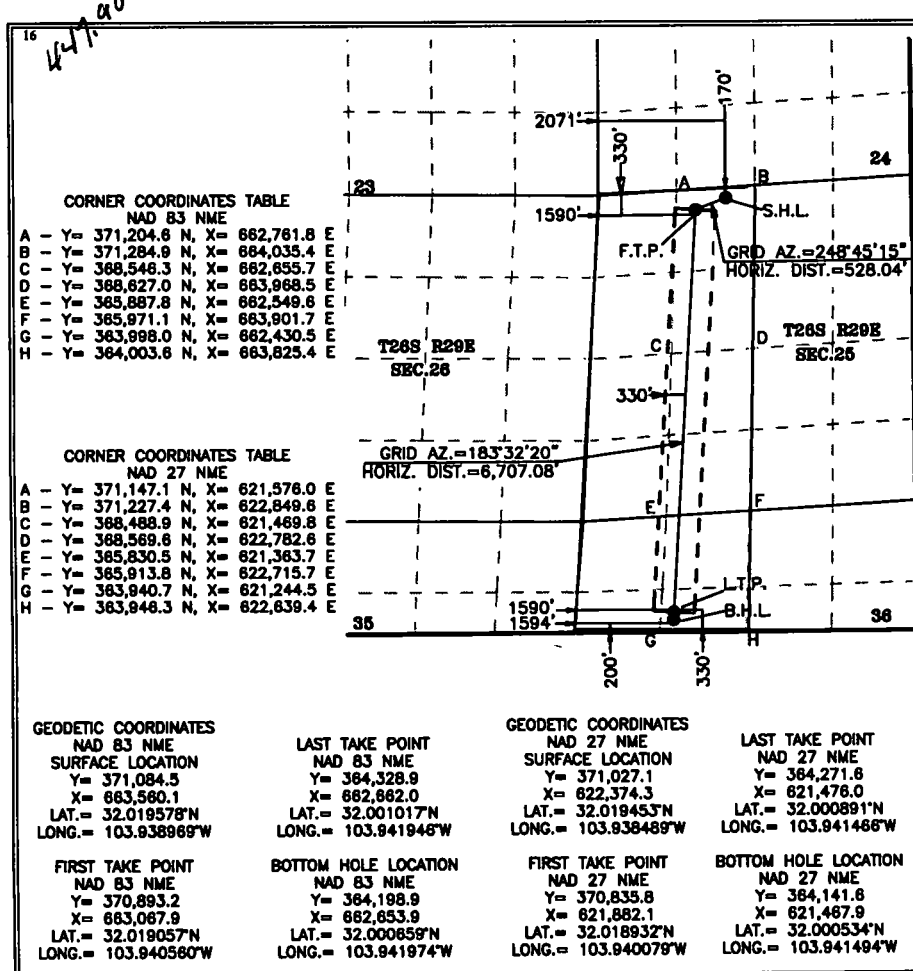 447.90
16
CORNER COORDINATES TABLE
NAD 83 NME
A - Y= 371,204.6 N, X= 662,761.8 E
B - Y= 371,284.9 N, X= 664,035.4 E
C - Y= 368,546.3 N, X= 662,655.7 E
D - Y= 368,627.0 N, X= 663,968.5 E
E - Y= 365,887.8 N, X= 662,549.6 E
F - Y= 365,971.1 N, X= 663,901.7 E
G - Y= 363,998.0 N, X= 662,430.5 E
H - Y= 364,003.6 N, X= 663,825.4 E
CORNER COORDINATES TABLE
NAD 27 NME
A - Y= 371,147.1 N, X= 621,576.0 E
B - Y= 371,227.4 N, X= 622,849.6 E
C - Y= 368,488.9 N, X= 621,469.8 E
D - Y= 368,569.6 N, X= 622,782.6 E
E - Y= 365,830.5 N, X= 621,363.7 E
F - Y= 365,913.8 N, X= 622,715.7 E
G - Y= 363,940.7 N, X= 621,244.5 E
H - Y= 363,946.3 N, X= 622,639.4 E
2071'
170'
330'
1590'
23
24
A
B
S.H.L.
F.T.P.
GRID AZ.=248°45'15"
HORIZ. DIST.=528.04'
T26S R29E
SEC.26
C
D
T26S R29E
SEC.25
330'
GRID AZ.=183°32'20"
HORIZ. DIST.=6,707.08'
E
F
L.T.P.
B.H.L.
1590'
1594'
35
36
G
H
200'
330'
GEODETIC COORDINATES
NAD 83 NME
SURFACE LOCATION
Y= 371,084.5
X= 663,560.1
LAT.= 32.019578°N
LONG.= 103.938969°W
LAST TAKE POINT
NAD 83 NME
Y= 364,328.9
X= 662,662.0
LAT.= 32.001017°N
LONG.= 103.941946°W
GEODETIC COORDINATES
NAD 27 NME
SURFACE LOCATION
Y= 371,027.1
X= 622,374.3
LAT.= 32.019453°N
LONG.= 103.938489°W
LAST TAKE POINT
NAD 27 NME
Y= 364,271.6
X= 621,476.0
LAT.= 32.000891°N
LONG.= 103.941466°W
FIRST TAKE POINT
NAD 83 NME
Y= 370,893.2
X= 663,067.9
LAT.= 32.019057°N
LONG.= 103.940560°W
BOTTOM HOLE LOCATION
NAD 83 NME
Y= 364,198.9
X= 662,653.9
LAT.= 32.000659°N
LONG.= 103.941974°W
FIRST TAKE POINT
NAD 27 NME
Y= 370,835.8
X= 621,882.1
LAT.= 32.018932°N
LONG.= 103.940079°W
BOTTOM HOLE LOCATION
NAD 27 NME
Y= 364,141.6
X= 621,467.9
LAT.= 32.000534°N
LONG.= 103.941494°W